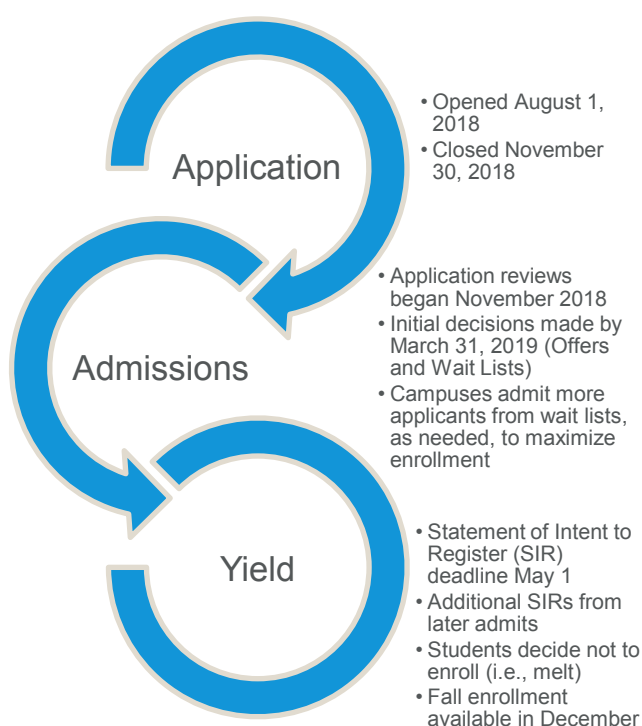 Application
• Opened August 1,
2018
• Closed November
30, 2018
Admissions
• Application reviews
began November 2018
• Initial decisions made by
March 31, 2019 (Offers
and Wait Lists)
• Campuses admit more
applicants from wait lists,
as needed, to maximize
enrollment
Yield
• Statement of Intent to
Register (SIR)
deadline May 1
• Additional SIRs from
later admits
• Students decide not to
enroll (i.e., melt)
• Fall enrollment
available in December